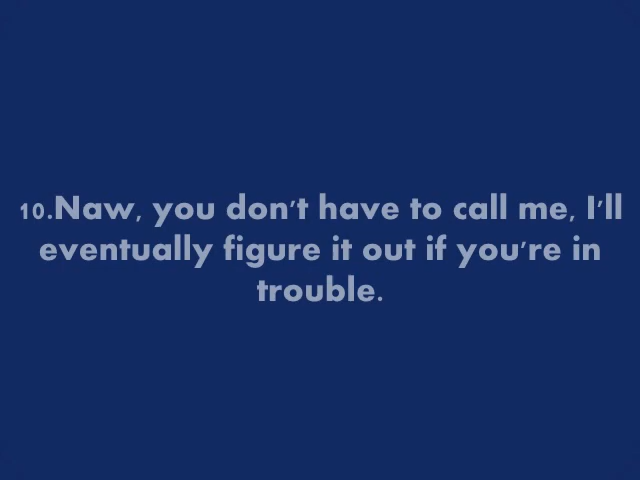 10.Naw, you don't have to call me, I'll
eventually figure it out if you're in
trouble.